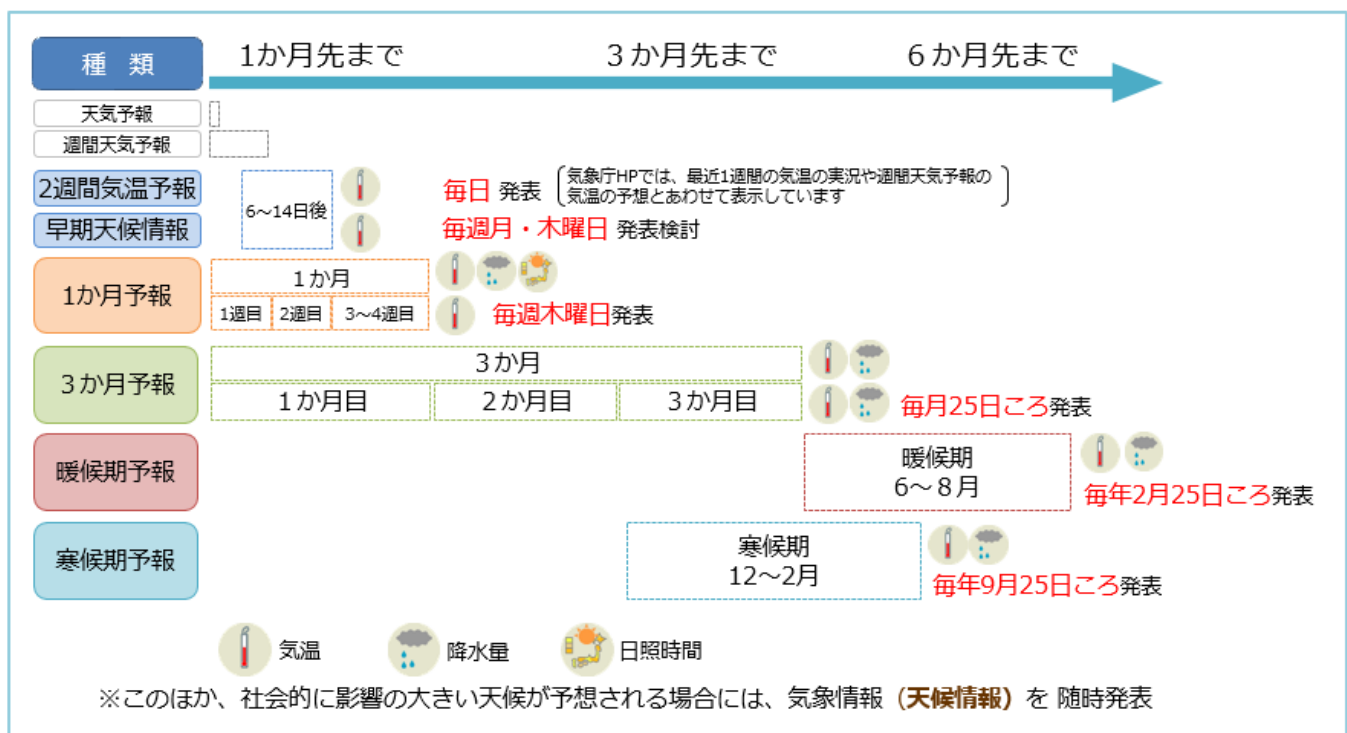 種 類
1か月先まで
3か月先まで
6か月先まで
天気予報
週間天気予報
2週間気温予報
早期天候情報
6～14日後
毎日 発表
気象庁HPでは、最近1週間の気温の実況や週間天気予報の
気温の予想とあわせて表示しています
毎週月・木曜日 発表検討
1か月予報
1か月
1週目 2週目 3～4週目
毎週木曜日発表
3か月予報
3か月
1か月目 2か月目 3か月目
毎月25日ころ発表
暖候期予報
暖候期
6～8月
毎年2月25日ころ発表
寒候期予報
寒候期
12～2月
毎年9月25日ころ発表
気温 降水量 日照時間
※このほか、社会的に影響の大きい天候が予想される場合には、気象情報（天候情報）を 随時発表